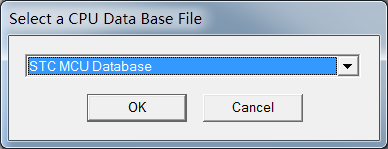 Select a CPU Data Base File
STC MCU Database
OK
Cancel